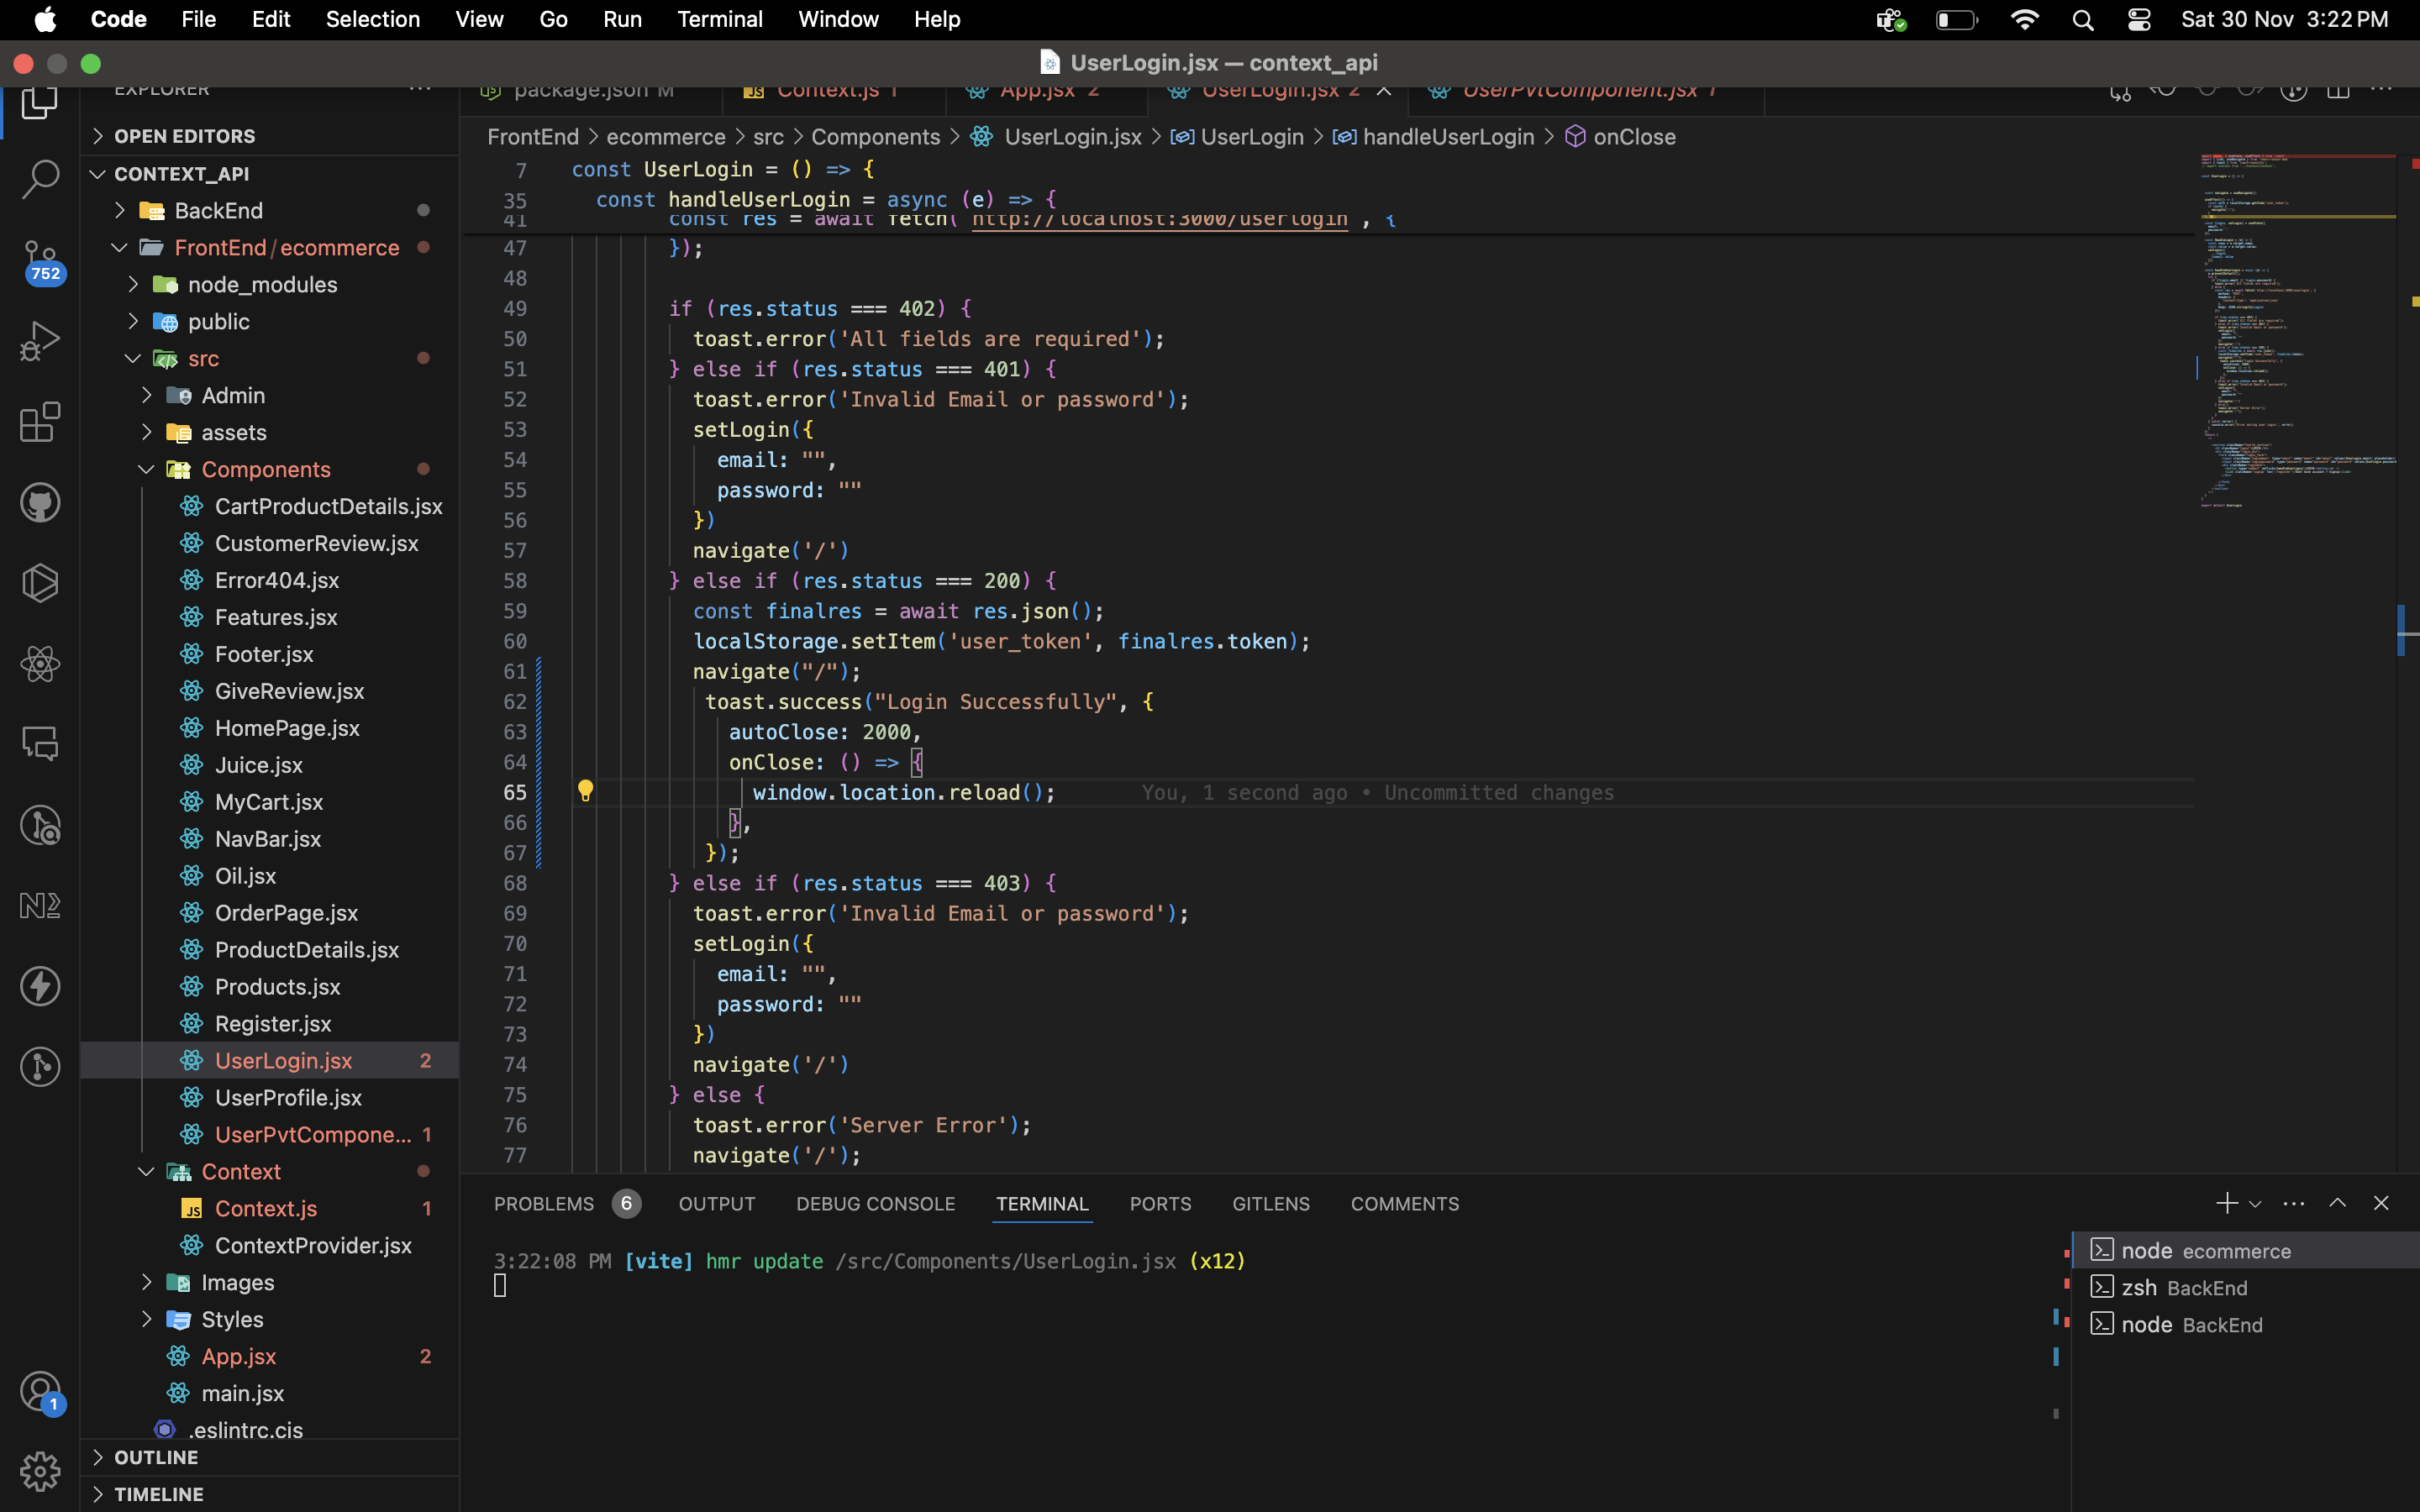 Code File Edit Selection View Go Run Terminal Window Help Sat 30 Nov 3:22 PM
UserLogin.jsx — context_api
EXPLORER ···
package.json M Context.js 1 App.jsx 2 UserLogin.jsx 2 UserPvtComponent.jsx 1
OPEN EDITORS
FrontEnd > ecommerce > src > Components > UserLogin.jsx > UserLogin > handleUserLogin > onClose
CONTEXT_API
BackEnd
FrontEnd / ecommerce
node_modules
public
src
Admin
assets
Components
CartProductDetails.jsx
CustomerReview.jsx
Error404.jsx
Features.jsx
Footer.jsx
GiveReview.jsx
HomePage.jsx
Juice.jsx
MyCart.jsx
NavBar.jsx
Oil.jsx
OrderPage.jsx
ProductDetails.jsx
Products.jsx
Register.jsx
UserLogin.jsx 2
UserProfile.jsx
UserPvtCompone... 1
Context
Context.js 1
ContextProvider.jsx
Images
Styles
App.jsx 2
main.jsx
.eslintrc.cjs
OUTLINE
TIMELINE
752
1
7 const UserLogin = () => {
35 const handleUserLogin = async (e) => {
41 const res = await fetch( http://localhost:3000/userlogin , {
47 });
48
49 if (res.status === 402) {
50 toast.error('All fields are required');
51 } else if (res.status === 401) {
52 toast.error('Invalid Email or password');
53 setLogin({
54 email: "",
55 password: ""
56 })
57 navigate('/')
58 } else if (res.status === 200) {
59 const finalres = await res.json();
60 localStorage.setItem('user_token', finalres.token);
61 navigate("/");
62 toast.success("Login Successfully", {
63 autoClose: 2000,
64 onClose: () => {
65 window.location.reload(); You, 1 second ago • Uncommitted changes
66 },
67 });
68 } else if (res.status === 403) {
69 toast.error('Invalid Email or password');
70 setLogin({
71 email: "",
72 password: ""
73 })
74 navigate('/')
75 } else {
76 toast.error('Server Error');
77 navigate('/');
PROBLEMS 6 OUTPUT DEBUG CONSOLE TERMINAL PORTS GITLENS COMMENTS
3:22:08 PM [vite] hmr update /src/Components/UserLogin.jsx (x12)
node ecommerce
zsh BackEnd
node BackEnd